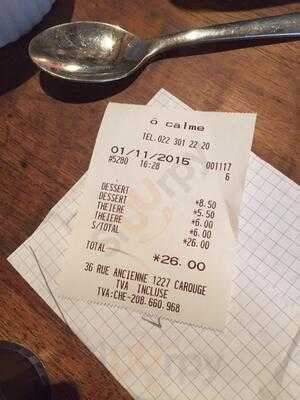 ô calme
TEL.022 301 22 20
01/11/2015 001117
#5280 16:28 6
DESSERT *8.50
DESSERT *5.50
THEIERE *6.00
THEIERE *6.00
S/TOTAL *26.00
TOTAL *26.00
36 RUE ANCIENNE 1227 CAROUGE
TVA INCLUSE
TVA:CHE-208.660.968